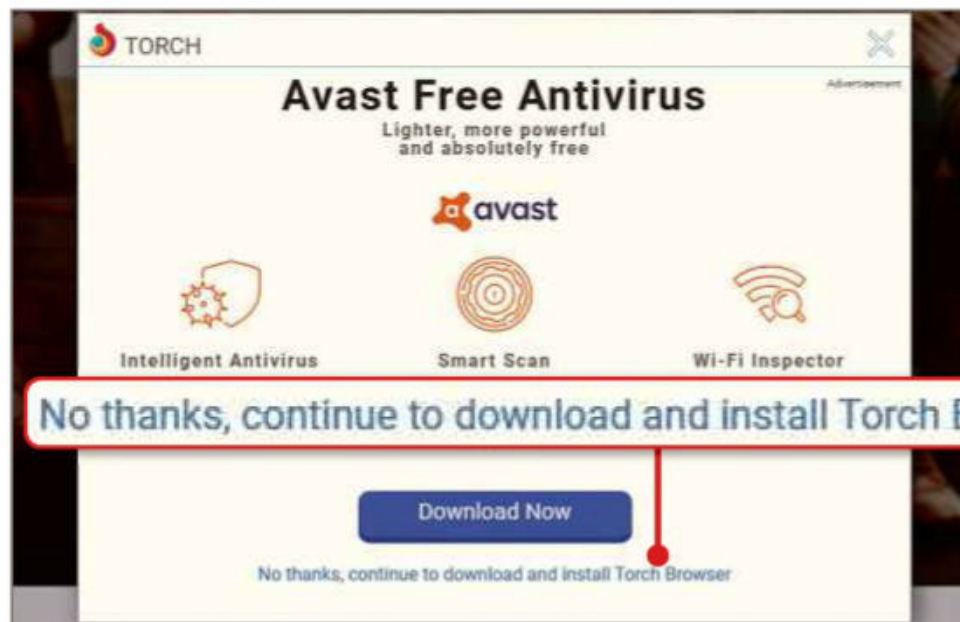 TORCH
Advertisement
Avast Free Antivirus
Lighter, more powerful
and absolutely free
avast
Intelligent Antivirus
Smart Scan
Wi-Fi Inspector
No thanks, continue to download and install Torch
Download Now
No thanks, continue to download and install Torch Browser